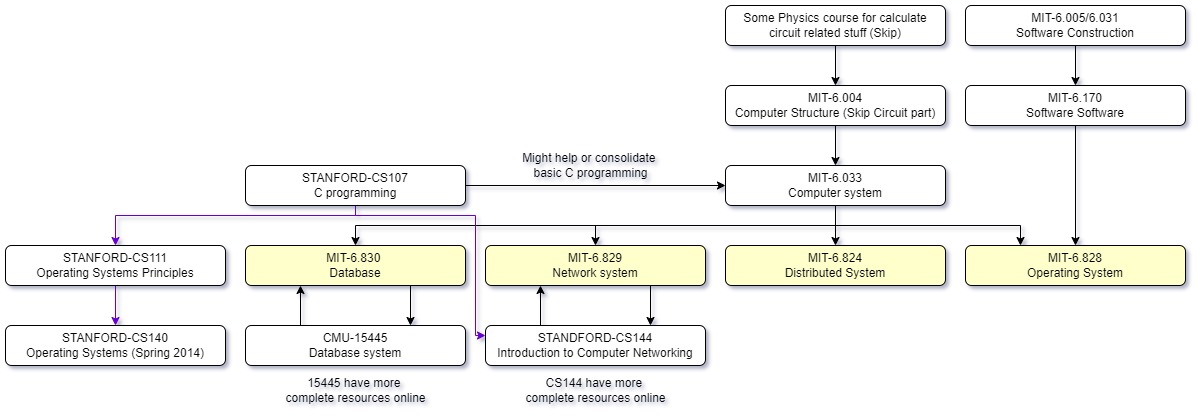 Some Physics course for calculate
circuit related stuff (Skip)
MIT-6.005/6.031
Software Construction
MIT-6.004
Computer Structure (Skip Circuit part)
MIT-6.170
Software Software
Might help or consolidate
basic C programming
STANFORD-CS107
C programming
MIT-6.033
Computer system
STANFORD-CS111
Operating Systems Principles
MIT-6.830
Database
MIT-6.829
Network system
MIT-6.824
Distributed System
MIT-6.828
Operating System
STANFORD-CS140
Operating Systems (Spring 2014)
CMU-15445
Database system
STANDFORD-CS144
Introduction to Computer Networking
15445 have more
complete resources online
CS144 have more
complete resources online